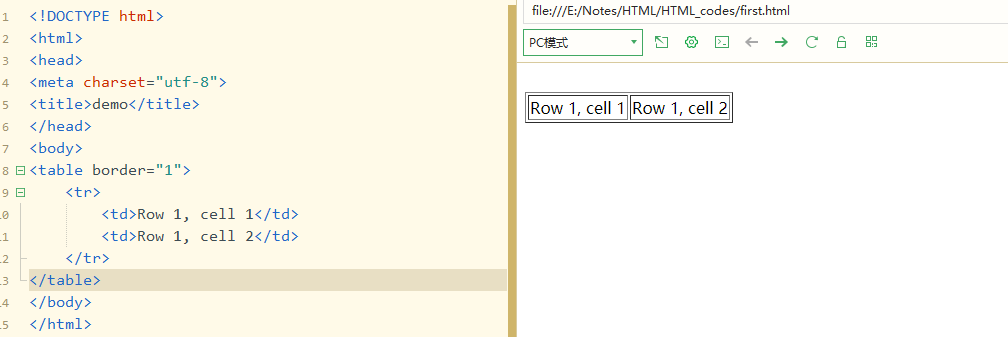 1 <!DOCTYPE html>
2 <html>
3 <head>
4 <meta charset="utf-8">
5 <title>demo</title>
6 </head>
7 <body>
8 <table border="1">
9 <tr>
10 <td>Row 1, cell 1</td>
11 <td>Row 1, cell 2</td>
12 </tr>
13 </table>
14 </body>
15 </html>
file:///E:/Notes/HTML/HTML_codes/first.html
PC模式
Row 1, cell 1 Row 1, cell 2